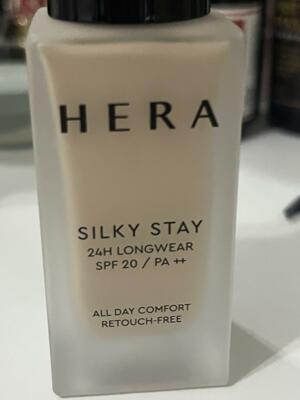 HERA
SILKY STAY
24H LONGWEAR
SPF 20 / PA ++
ALL DAY COMFORT
RETOUCH-FREE